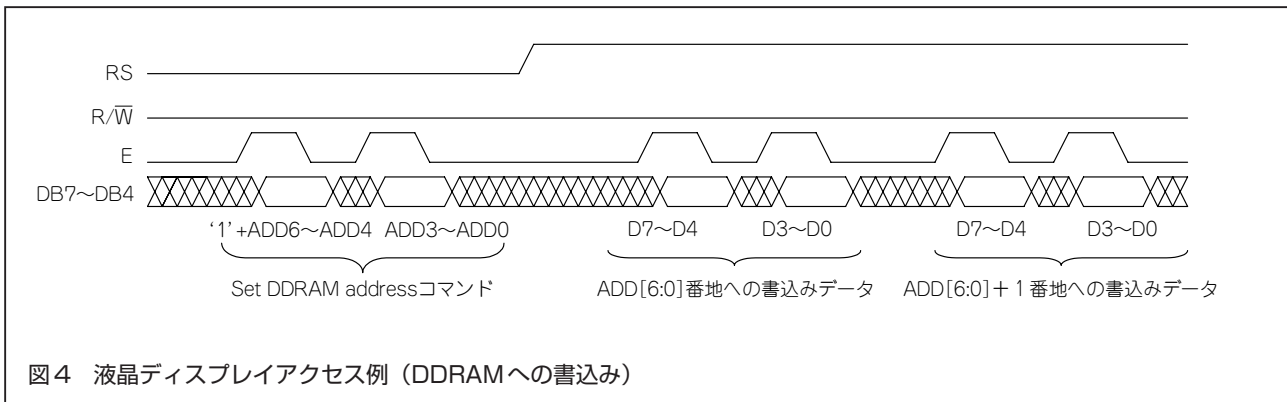 RS
R/W̅
E
DB7～DB4
‘1’+ADD6～ADD4 ADD3～ADD0 D7～D4 D3～D0 D7～D4 D3～D0
Set DDRAM addressコマンド ADD[6:0]番地への書込みデータ ADD[6:0]＋1番地への書込みデータ
図4 液晶ディスプレイアクセス例（DDRAMへの書込み）